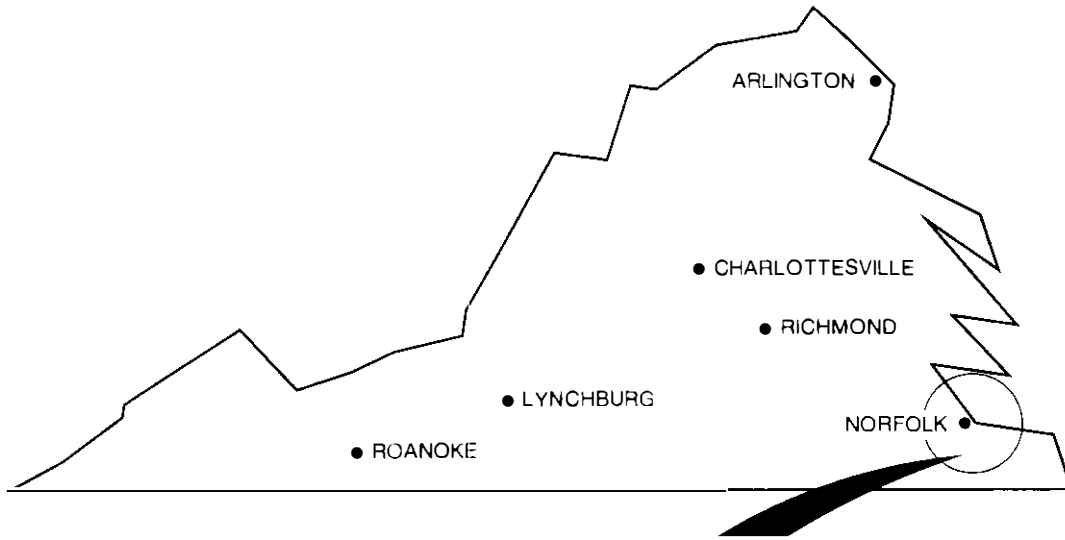 ARLINGTON
CHARLOTTESVILLE
RICHMOND
LYNCHBURG
NORFOLK
ROANOKE